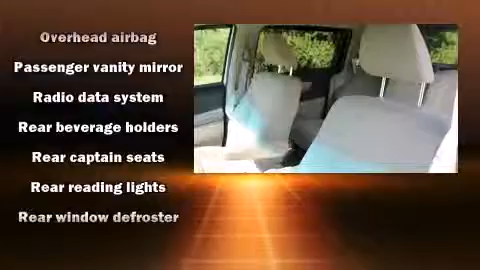 Overhead airbag
Passenger vanity mirror
Radio data system
Rear beverage holders
Rear captain seats
Rear reading lights
Rear window defroster